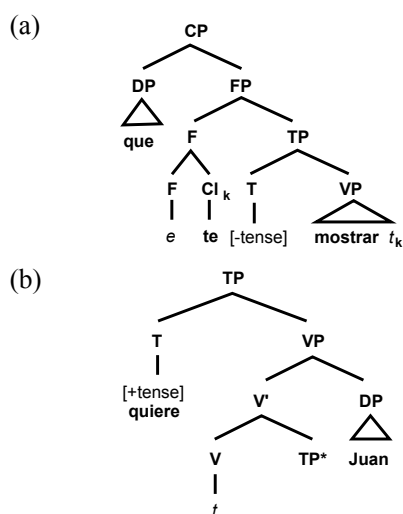 (a)
CP
DP FP
que F TP
F Cl k T VP
e te [-tense] mostrar t k
(b)
TP
T VP
[+tense] V' DP
quiere
V TP* Juan
t